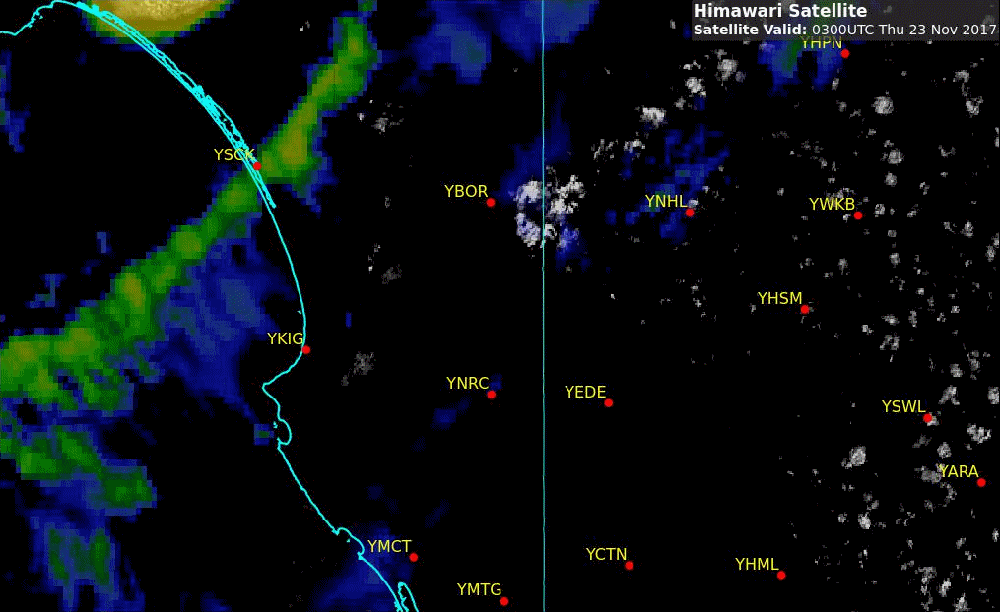 Himawari Satellite
Satellite Valid: 0300UTC Thu 23 Nov 2017
YHPN
YSCK
YBOR
YNHL
YWKB
YHSM
YKIG
YNRC
YEDE
YSWL
YARA
YMCT
YCTN
YHML
YMTG